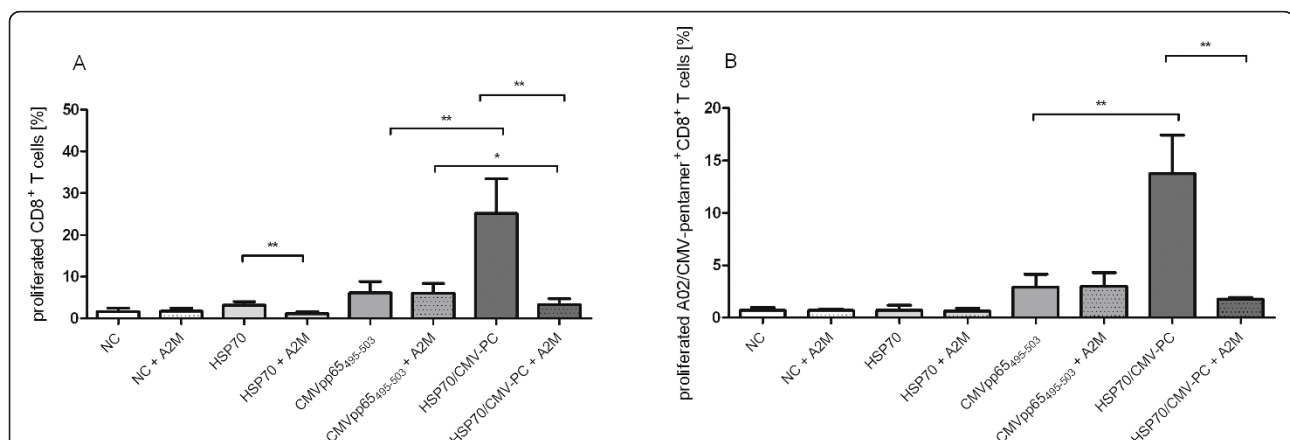 A
proliferated CD8⁺ T cells [%]
50
40
30
20
10
0
**
**
*
**
NC
NC + A2M
HSP70
HSP70 + A2M
CMVpp65₄₉₅₋₅₀₃
CMVpp65₄₉₅₋₅₀₃ + A2M
HSP70/CMV-PC
HSP70/CMV-PC + A2M
B
proliferated A02/CMV-pentamer⁺CD8⁺ T cells [%]
20
15
10
5
0
**
**
NC
NC + A2M
HSP70
HSP70 + A2M
CMVpp65₄₉₅₋₅₀₃
CMVpp65₄₉₅₋₅₀₃ + A2M
HSP70/CMV-PC
HSP70/CMV-PC + A2M